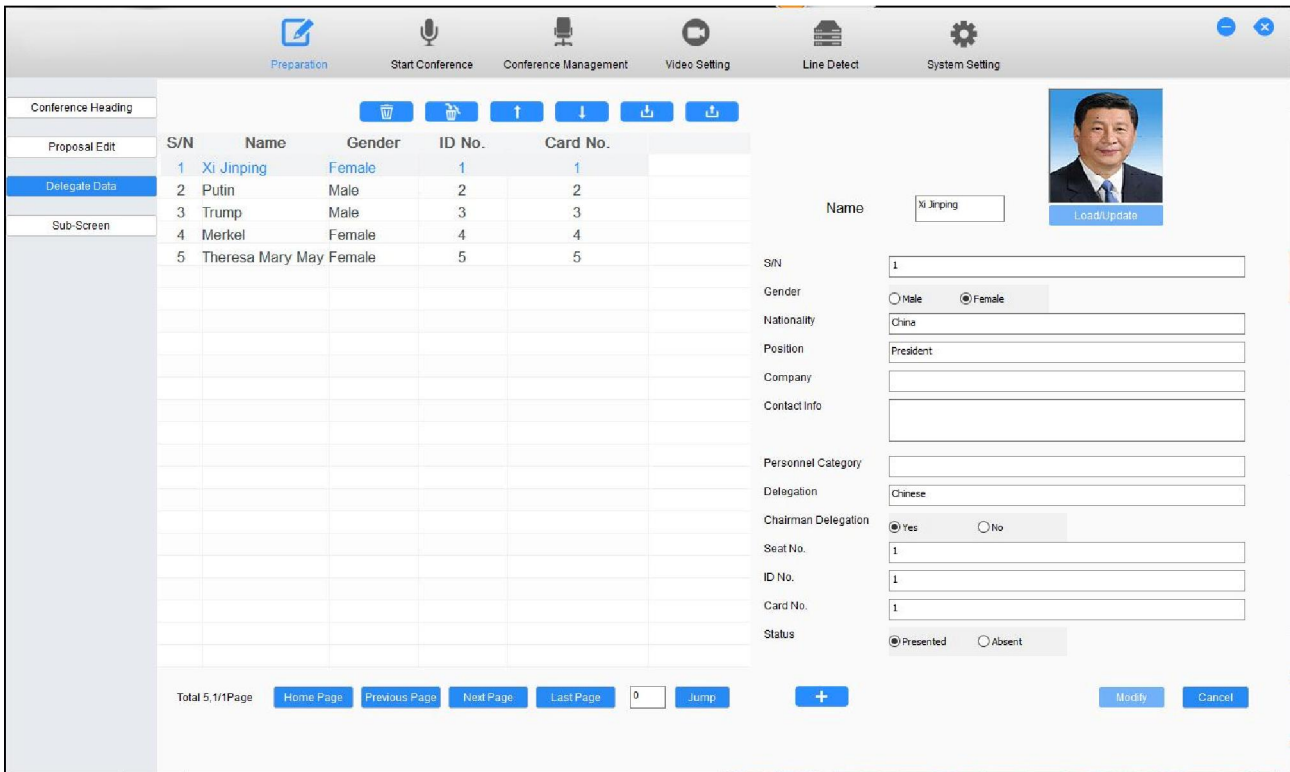 Preparation Start Conference Conference Management Video Setting Line Detect System Setting
Conference Heading
Proposal Edit
Delegate Data
Sub-Screen
S/N Name Gender ID No. Card No.
1 Xi Jinping Female 1 1
2 Putin Male 2 2
3 Trump Male 3 3
4 Merkel Female 4 4
5 Theresa Mary May Female 5 5
Total 5,1/1Page Home Page Previous Page Next Page Last Page 0 Jump
Name Xi Jinping
Load/Update
S/N 1
Gender Male Female
Nationality China
Position President
Company
Contact Info
Personnel Category
Delegation Chinese
Chairman Delegation Yes No
Seat No. 1
ID No. 1
Card No. 1
Status Presented Absent
+ Modify Cancel